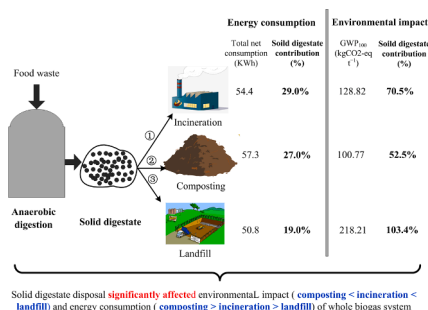 Energy consumption
Environmental impact
Total net
consumption
(KWh)
Soild digestate
contribution
(%)
GWP100
(kgCO2-eq
t⁻¹)
Soild digestate
contribution
(%)
Food waste
54.4
29.0%
128.82
70.5%
Incineration
①
②
③
57.3
27.0%
100.77
52.5%
Composting
Anaerobic
digestion
Solid digestate
50.8
19.0%
218.21
103.4%
Landfill
Solid digestate disposal significantly affected environmentaL impact ( composting < incineration <
landfill) and energy consumption ( composting > incineration > landfill) of whole biogas system